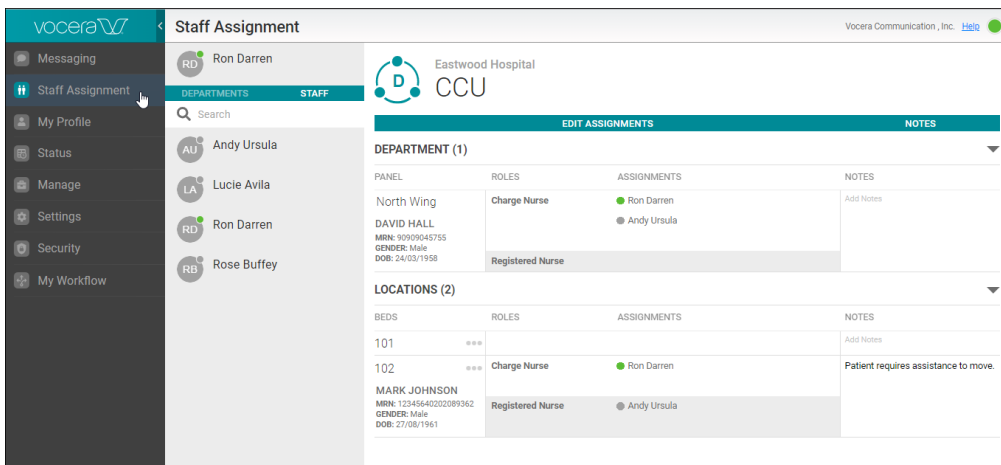 vocera
Staff Assignment
Vocera Communication , Inc. Help
Messaging
Staff Assignment
My Profile
Status
Manage
Settings
Security
My Workflow
RD Ron Darren
DEPARTMENTS STAFF
Search
AU Andy Ursula
LA Lucie Avila
RD Ron Darren
RB Rose Buffey
D
Eastwood Hospital
CCU
EDIT ASSIGNMENTS NOTES
DEPARTMENT (1)
PANEL ROLES ASSIGNMENTS NOTES
North Wing Charge Nurse Ron Darren Add Notes
Andy Ursula
DAVID HALL
MRN: 90909045755
GENDER: Male
DOB: 24/03/1958 Registered Nurse
LOCATIONS (2)
BEDS ROLES ASSIGNMENTS NOTES
101 Add Notes
102 Charge Nurse Ron Darren Patient requires assistance to move.
MARK JOHNSON
MRN: 12345640202089362 Registered Nurse Andy Ursula
GENDER: Male
DOB: 27/08/1961